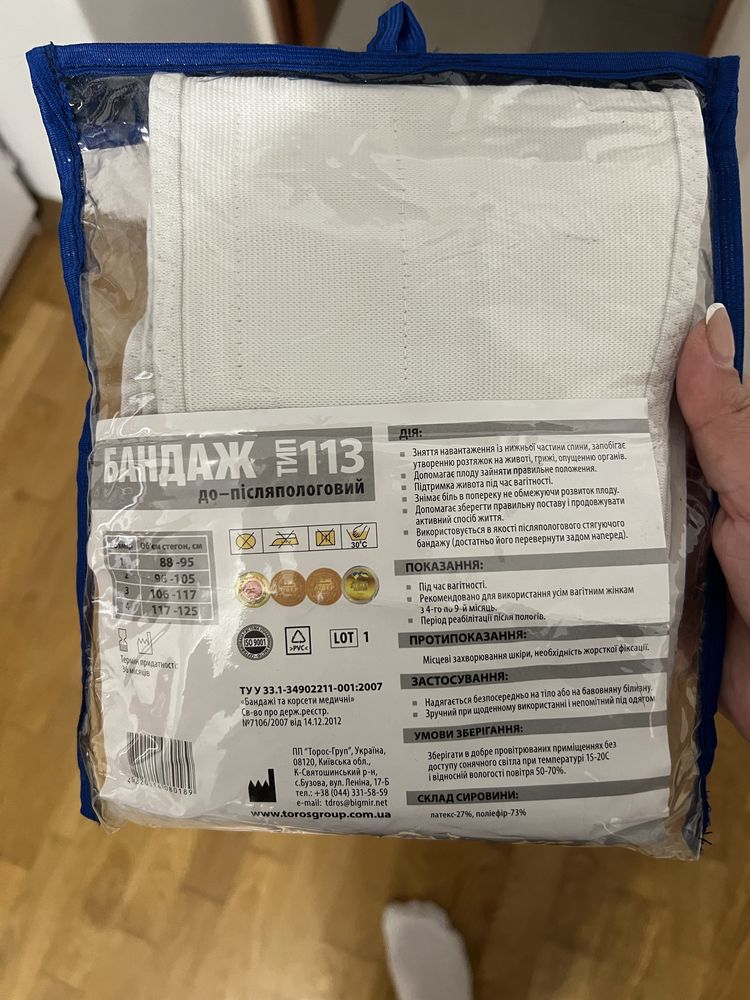 БАНДАЖ ТИП 113
до–післяпологовий
Розмір Об'єм стегон, см
1 88 -95
2 96 -105
3 106 -117
4 117 -125
30°C
Термін придатності:
36 місяців
ISO 9001
>PVC<
LOT 1
ТУ У 33.1-34902211-001:2007
«Бандажі та корсети медичні»
Св-во про держ.реєстр.
№7106/2007 від 14.12.2012
ПП "Торос-Груп", Україна,
08120, Київська обл.,
К-Святошинський р-н,
с.Бузова, вул. Леніна, 17-Б
тел.: +38 (044) 331-58-59
e-mail: tdros@bigmir.net
www.torosgroup.com.ua
ДІЯ:
Зняття навантаження із нижньої частини спини, запобігає
утворенню розтяжок на животі, грижі, опущенню органів.
Допомагає плоду зайняти правильне положення.
Підтримка живота під час вагітності.
Знімає біль в попереку не обмежуючи розвиток плоду.
Допомагає зберегти правильну поставу і продовжувати
активний спосіб життя.
Використовується в якості післяпологового стягуючого
бандажу (достатньо його перевернути задом наперед).
ПОКАЗАННЯ:
Під час вагітності.
Рекомендовано для використання усім вагітним жінкам
з 4-го по 9-й місяць.
Період реабілітації після пологів.
ПРОТИПОКАЗАННЯ:
Місцеві захворювання шкіри, необхідність жорсткої фіксації.
ЗАСТОСУВАННЯ:
Надягається безпосередньо на тіло або на бавовняну білизну.
Зручний при щоденному використанні і непомітний під одягом
УМОВИ ЗБЕРІГАННЯ:
Зберігати в добре провітрюваних приміщеннях без
доступу сонячного світла при температурі 15-20С
і відносній вологості повітря 50-70%.
СКЛАД СИРОВИНИ:
латекс-27%, поліефір-73%